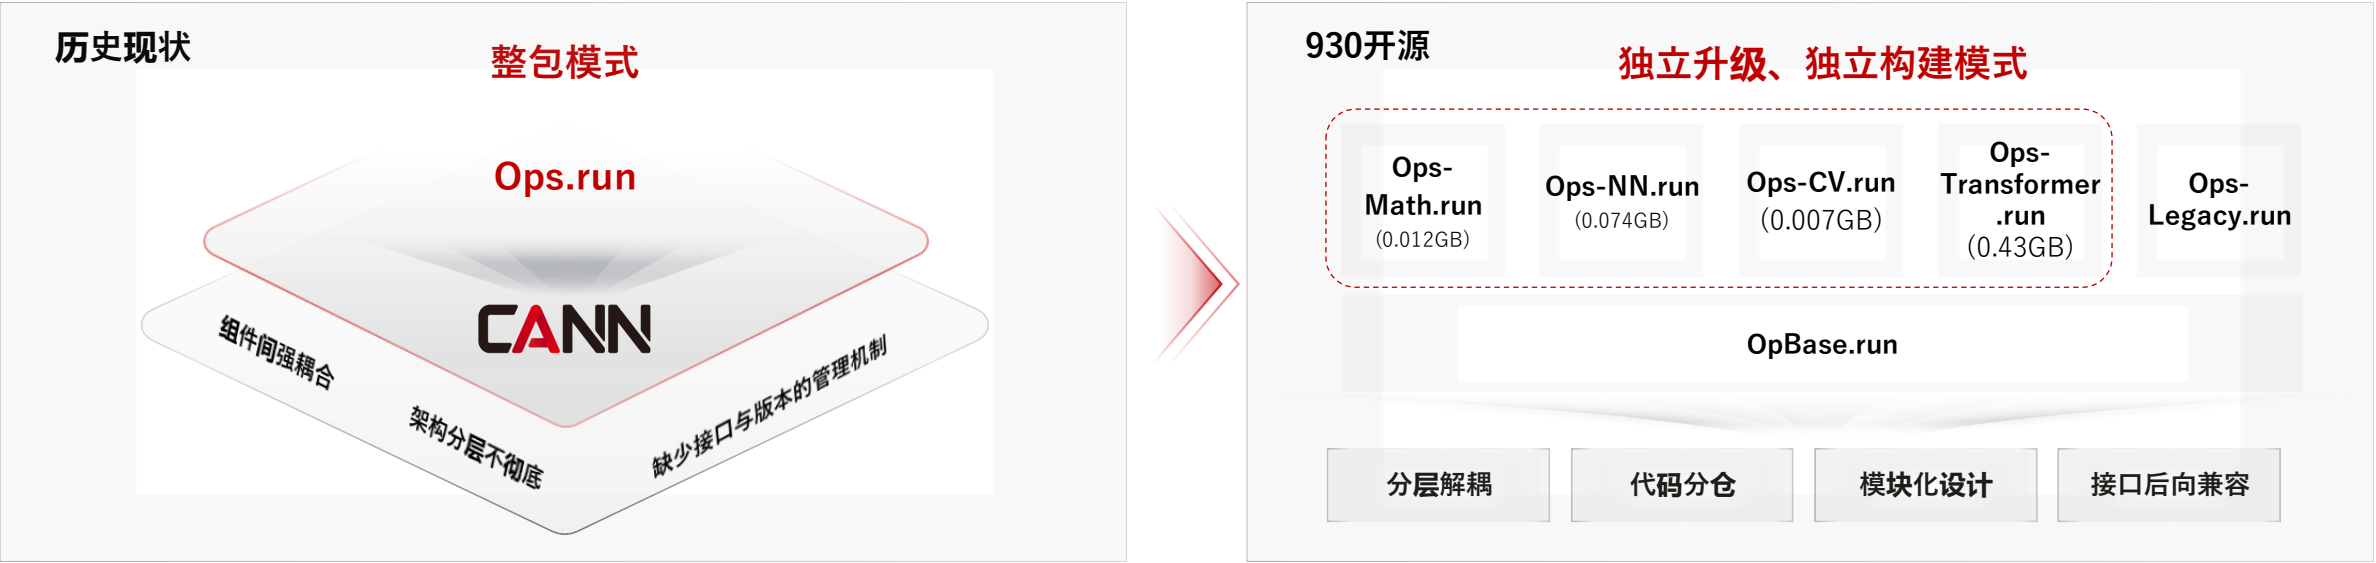 历史现状
整包模式
Ops.run
CANN
组件间强耦合
架构分层不彻底
缺少接口与版本的管理机制
930开源
独立升级、独立构建模式
Ops-
Math.run
(0.012GB)
Ops-NN.run
(0.074GB)
Ops-CV.run
(0.007GB)
Ops-
Transformer
.run
(0.43GB)
Ops-
Legacy.run
OpBase.run
分层解耦
代码分仓
模块化设计
接口后向兼容